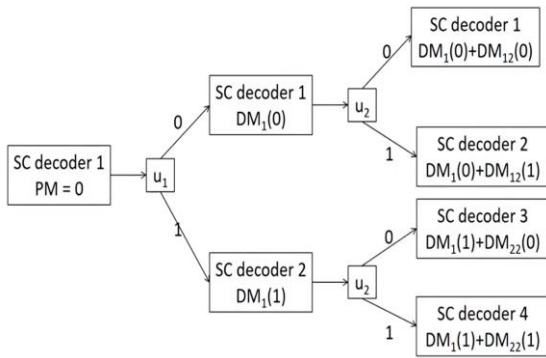 SC decoder 1
DM₁(0)+DM₁₂(0)
0
SC decoder 1
DM₁(0)
u₂
0
1
SC decoder 2
DM₁(0)+DM₁₂(1)
SC decoder 1
PM = 0
u₁
SC decoder 3
DM₁(1)+DM₂₂(0)
1
0
SC decoder 2
DM₁(1)
u₂
1
SC decoder 4
DM₁(1)+DM₂₂(1)